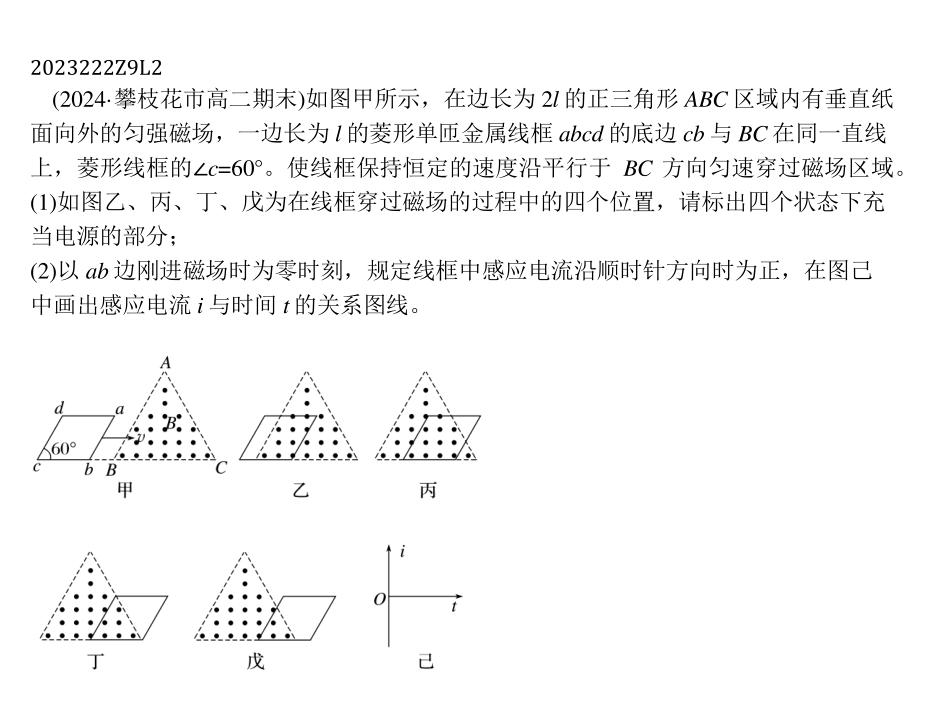 2023222Z9L2
(2024·攀枝花市高二期末)如图甲所示，在边长为 2l 的正三角形 ABC 区域内有垂直纸
面向外的匀强磁场，一边长为 l 的菱形单匝金属线框 abcd 的底边 cb 与 BC 在同一直线
上，菱形线框的∠c=60°。使线框保持恒定的速度沿平行于 BC 方向匀速穿过磁场区域。
(1)如图乙、丙、丁、戊为在线框穿过磁场的过程中的四个位置，请标出四个状态下充
当电源的部分；
(2)以 ab 边刚进磁场时为零时刻，规定线框中感应电流沿顺时针方向时为正，在图己
中画出感应电流 i 与时间 t 的关系图线。
A
d a B
60° v
c b B C
甲 乙 丙
i
O t
丁 戊 己